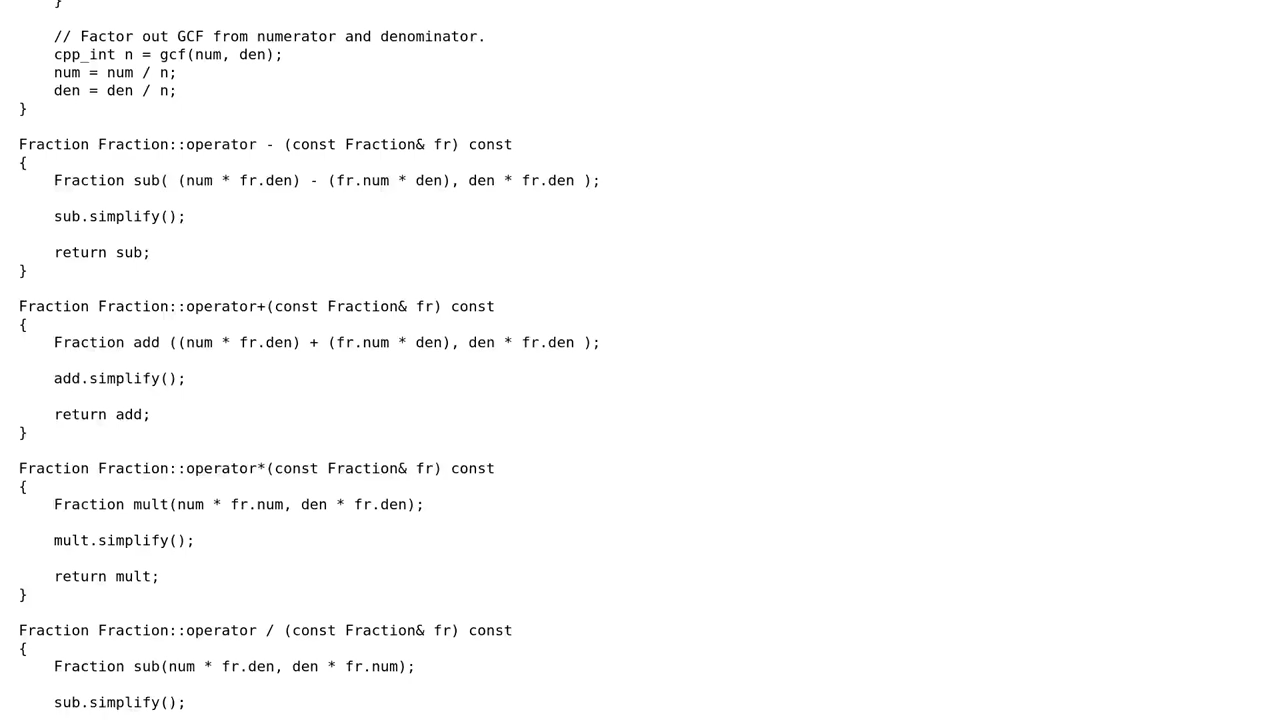 }
// Factor out GCF from numerator and denominator.
cpp_int n = gcf(num, den);
num = num / n;
den = den / n;
}
Fraction Fraction::operator - (const Fraction& fr) const
{
Fraction sub( (num * fr.den) - (fr.num * den), den * fr.den );
sub.simplify();
return sub;
}
Fraction Fraction::operator+(const Fraction& fr) const
{
Fraction add ((num * fr.den) + (fr.num * den), den * fr.den );
add.simplify();
return add;
}
Fraction Fraction::operator*(const Fraction& fr) const
{
Fraction mult(num * fr.num, den * fr.den);
mult.simplify();
return mult;
}
Fraction Fraction::operator / (const Fraction& fr) const
{
Fraction sub(num * fr.den, den * fr.num);
sub.simplify();